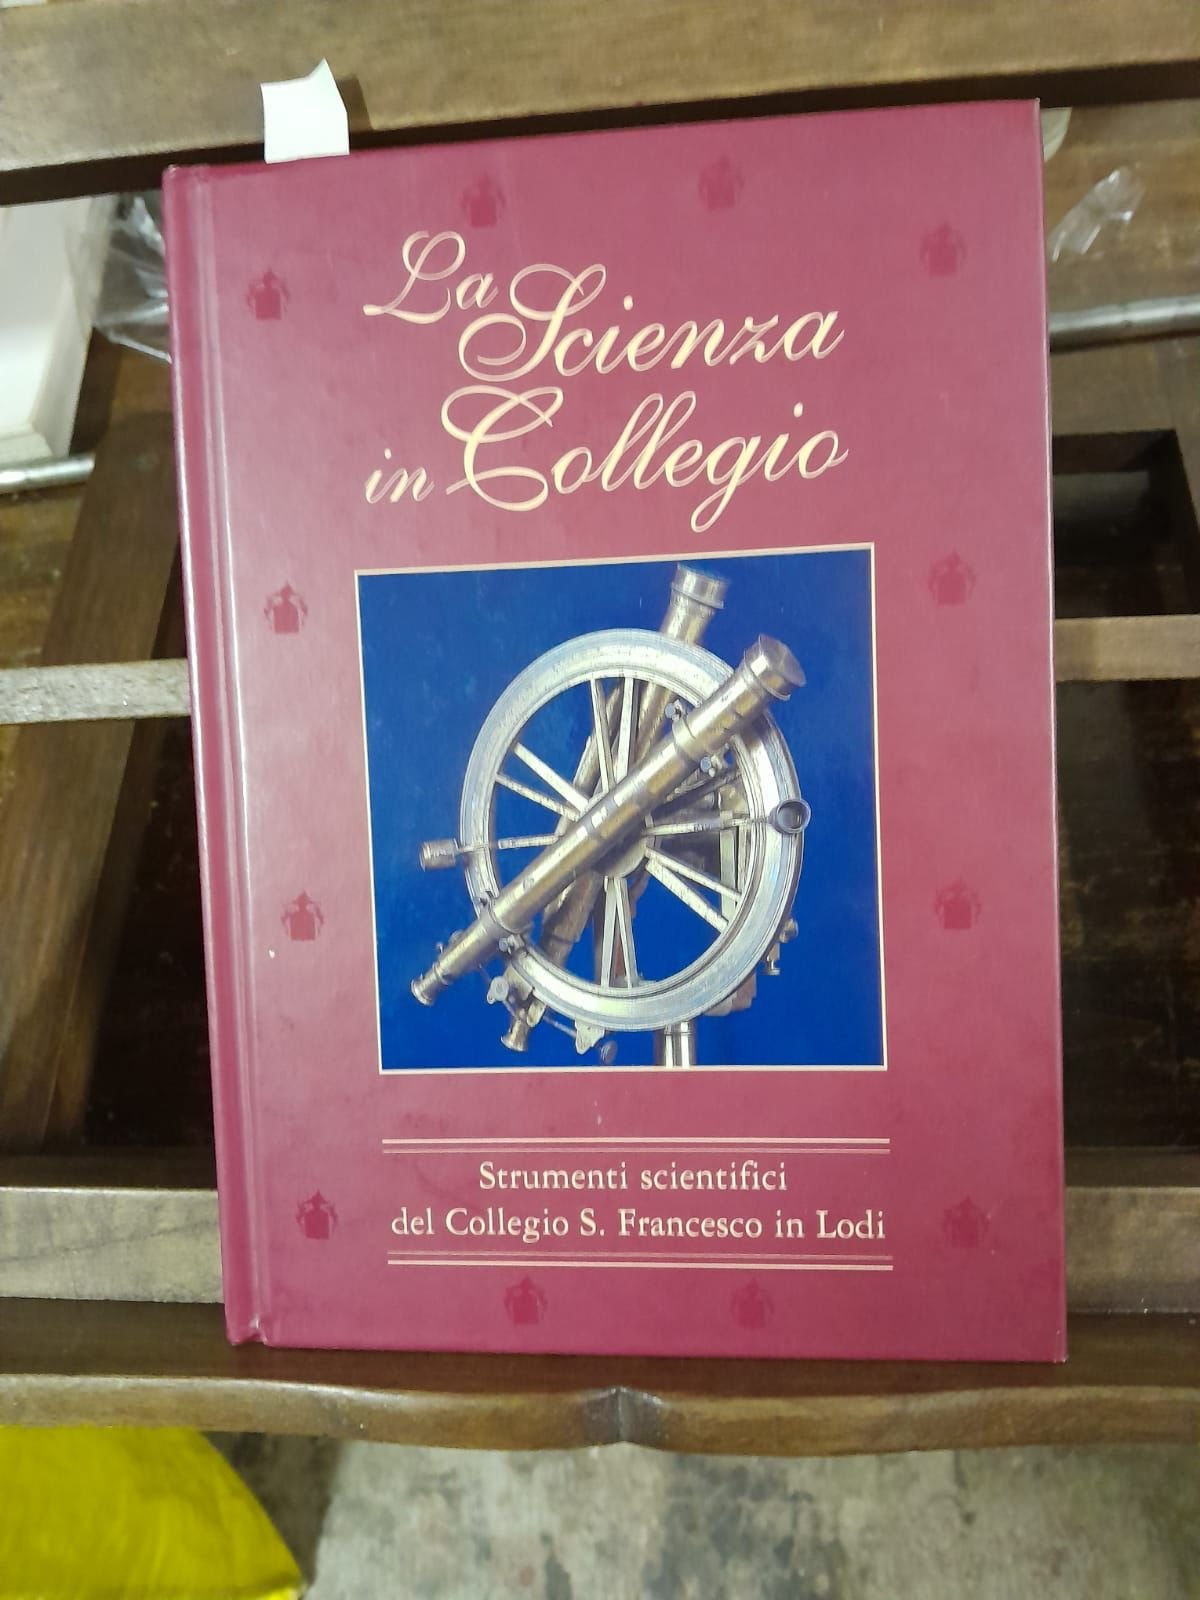 La Scienza
in Collegio
Strumenti scientifici
del Collegio S. Francesco in Lodi